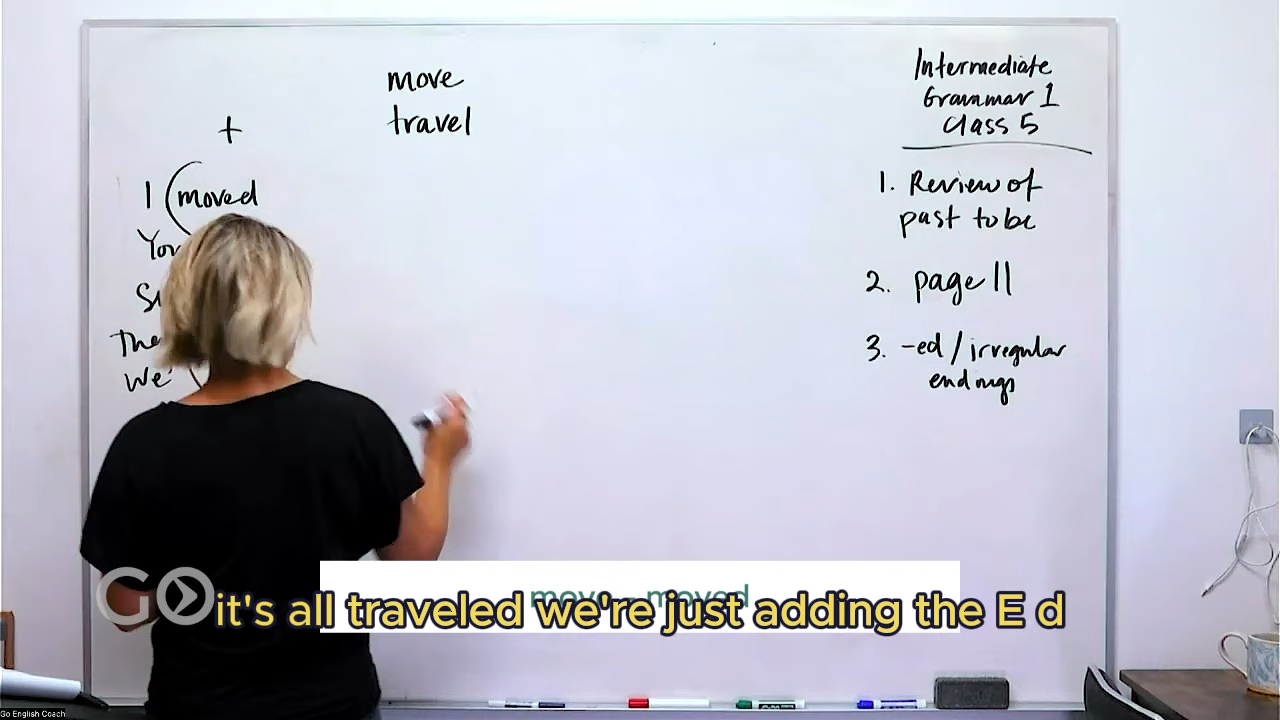 move
travel
+
I (moved
You
The
We
Intermediate
Grammar 1
Class 5
1. Review of
past to be
2. page 11
3. -ed / irregular
endings
move - moved
it's all traveled we're just adding the E d
GO
Go English Coach